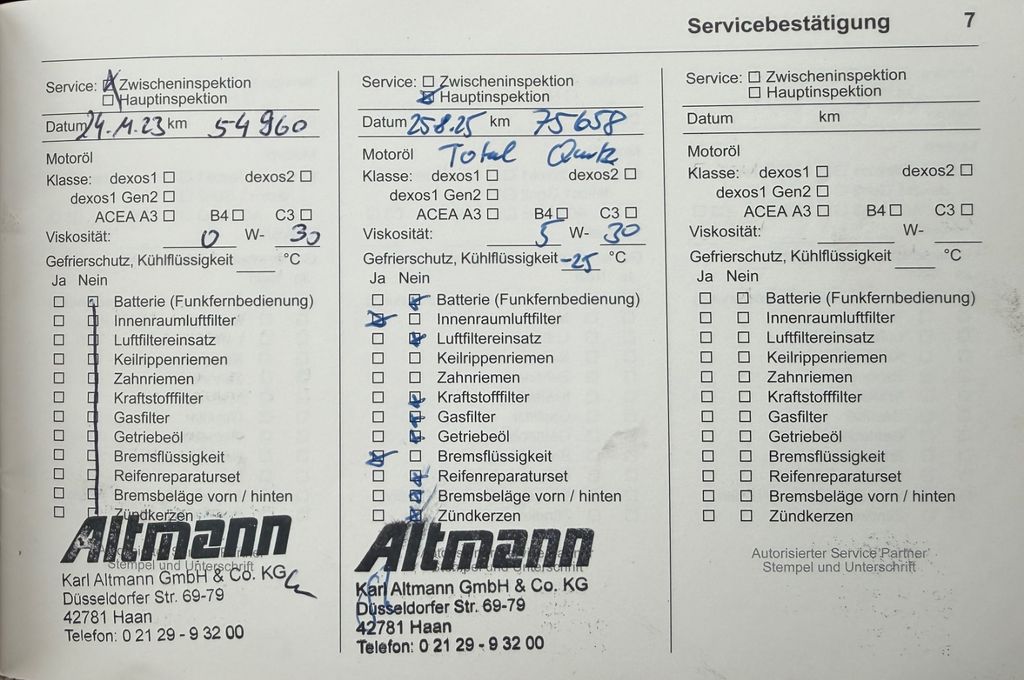 Servicebestätigung 7
Service: Zwischeninspektion
Hauptinspektion
Datum 24.11.23 km 54960
Motoröl
Klasse: dexos1 dexos2
dexos1 Gen2
ACEA A3 B4 C3
Viskosität: 0 W- 30
Gefrierschutz, Kühlflüssigkeit °C
Ja Nein
Batterie (Funkfernbedienung)
Innenraumluftfilter
Luftfiltereinsatz
Keilrippenriemen
Zahnriemen
Kraftstofffilter
Gasfilter
Getriebeöl
Bremsflüssigkeit
Reifenreparaturset
Bremsbeläge vorn / hinten
Zündkerzen
Altmann
Stempel und Unterschrift
Karl Altmann GmbH & Co. KG
Düsseldorfer Str. 69-79
42781 Haan
Telefon: 0 21 29 - 9 32 00
Service: Zwischeninspektion
Hauptinspektion
Datum 25.8.25 km 75658
Motoröl Total Quartz
Klasse: dexos1 dexos2
dexos1 Gen2
ACEA A3 B4 C3
Viskosität: 5 W- 30
Gefrierschutz, Kühlflüssigkeit -25 °C
Ja Nein
Batterie (Funkfernbedienung)
Innenraumluftfilter
Luftfiltereinsatz
Keilrippenriemen
Zahnriemen
Kraftstofffilter
Gasfilter
Getriebeöl
Bremsflüssigkeit
Reifenreparaturset
Bremsbeläge vorn / hinten
Zündkerzen
Altmann
Karl Altmann GmbH & Co. KG
Düsseldorfer Str. 69-79
42781 Haan
Telefon: 0 21 29 - 9 32 00
Service: Zwischeninspektion
Hauptinspektion
Datum km
Motoröl
Klasse: dexos1 dexos2
dexos1 Gen2
ACEA A3 B4 C3
Viskosität: W-
Gefrierschutz, Kühlflüssigkeit °C
Ja Nein
Batterie (Funkfernbedienung)
Innenraumluftfilter
Luftfiltereinsatz
Keilrippenriemen
Zahnriemen
Kraftstofffilter
Gasfilter
Getriebeöl
Bremsflüssigkeit
Reifenreparaturset
Bremsbeläge vorn / hinten
Zündkerzen
Autorisierter Service Partner
Stempel und Unterschrift